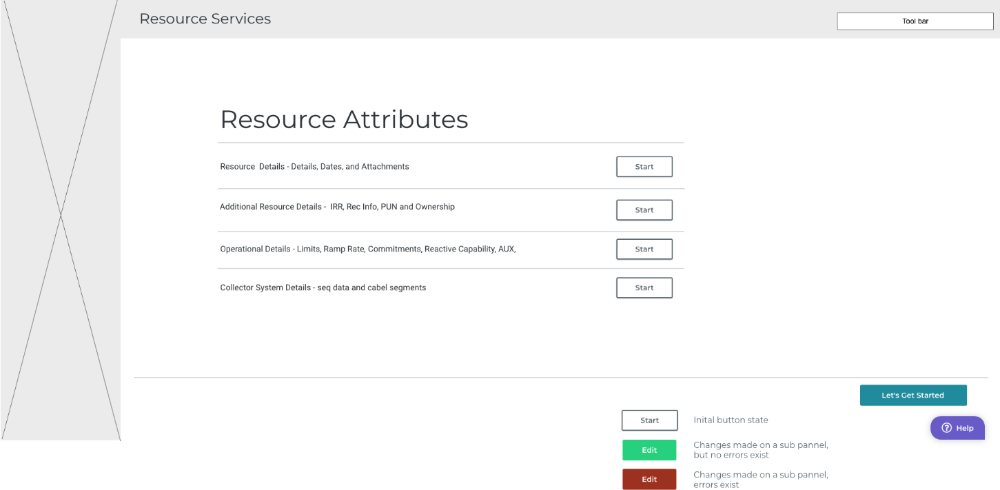 Resource Services
Tool bar
Resource Attributes
Resource  Details - Details, Dates, and Attachments
Start
Additional Resource Details -  IRR, Rec Info, PUN and Ownership
Start
Operational Details - Limits, Ramp Rate, Commitments, Reactive Capability, AUX,
Start
Collector System Details - seq data and cabel segments
Start
Let's Get Started
Start
Inital button state
Help
Edit
Changes made on a sub pannel,
but no errors exist
Edit
Changes made on a sub pannel,
errors exist